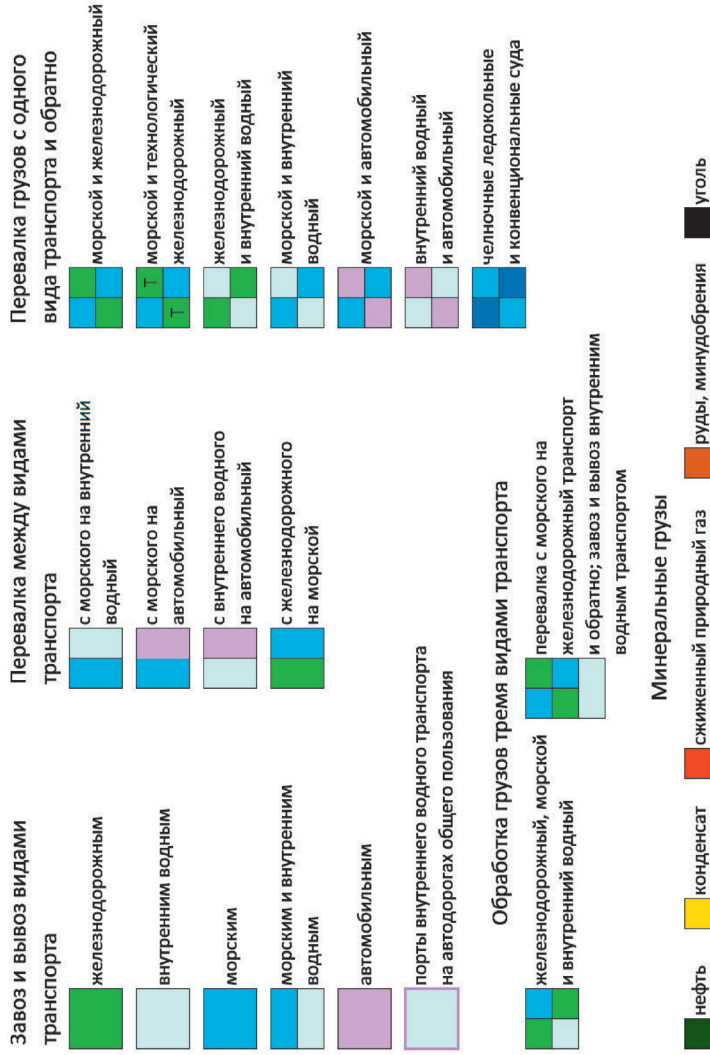 Завоз и вывоз видами
транспорта
железнодорожным
внутренним водным
морским
морским и внутренним
водным
автомобильным
порты внутреннего водного транспорта
на автодорогах общего пользования
Перевалка между видами
транспорта
с морского на внутренний
водный
с морского на
автомобильный
с внутреннего водного
на автомобильный
с железнодорожного
на морской
Перевалка грузов с одного
вида транспорта и обратно
морской и железнодорожный
Т
Т
морской и технологический
железнодорожный
железнодорожный
и внутренний водный
морской и внутренний
водный
морской и автомобильный
внутренний водный
и автомобильный
челночные ледокольные
и конвенциональные суда
Обработка грузов тремя видами транспорта
железнодорожный, морской
и внутренний водный
перевалка с морского на
железнодорожный транспорт
и обратно; завоз и вывоз внутренним
водным транспортом
Минеральные грузы
нефть
конденсат
сжиженный природный газ
руды, минудобрения
уголь